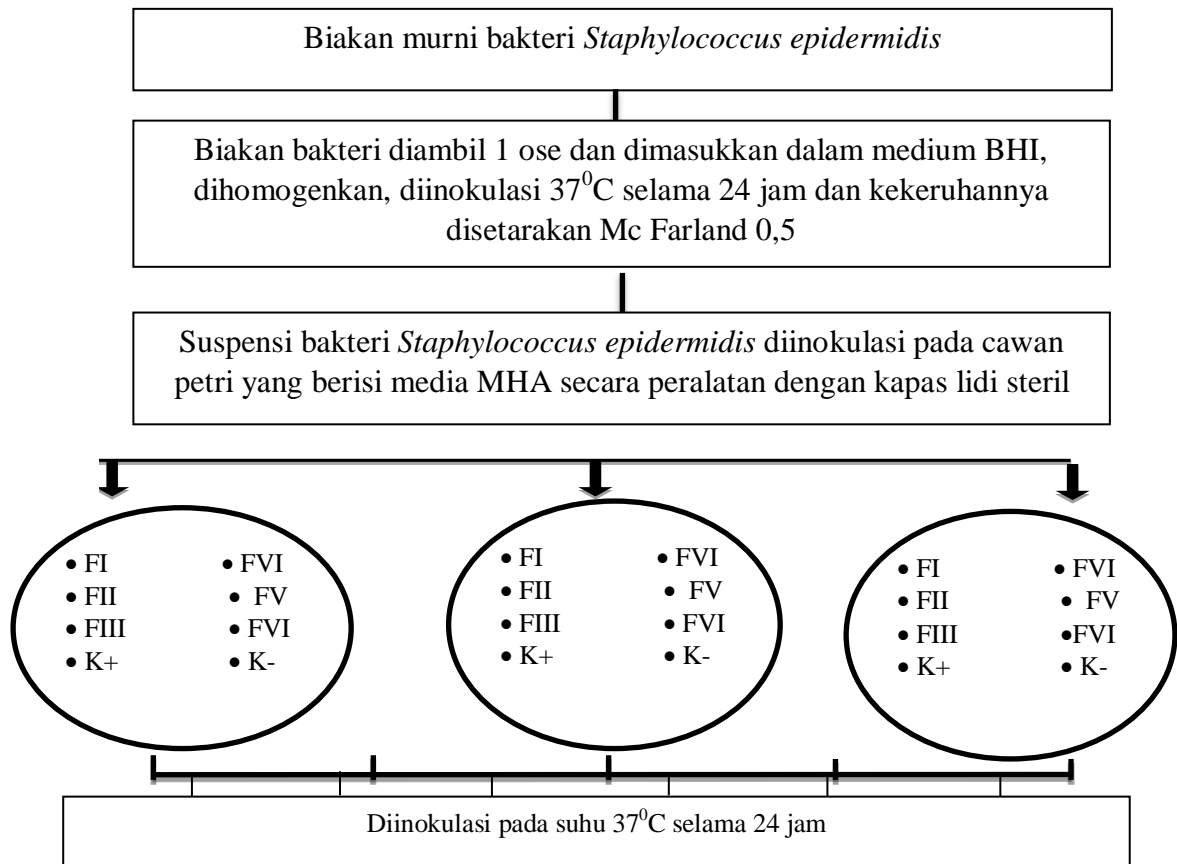 Biakan murni bakteri Staphylococcus epidermidis
Biakan bakteri diambil 1 ose dan dimasukkan dalam medium BHI,
dihomogenkan, diinokulasi 37⁰C selama 24 jam dan kekeruhannya
disetarakan Mc Farland 0,5
Suspensi bakteri Staphylococcus epidermidis diinokulasi pada cawan
petri yang berisi media MHA secara peralatan dengan kapas lidi steril
• FI
• FII
• FIII
• K+
• FVI
• FV
• FVI
• K-
• FI
• FII
• FIII
• K+
• FVI
• FV
• FVI
• K-
• FI
• FII
• FIII
• K+
• FVI
• FV
•FVI
• K-
Diinokulasi pada suhu 37⁰C selama 24 jam